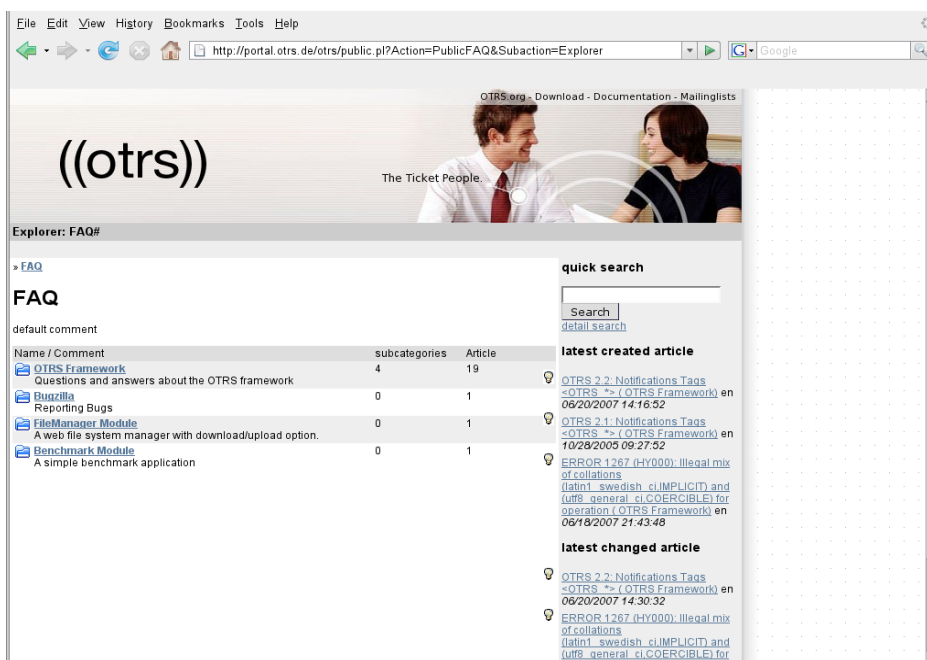 File Edit View History Bookmarks Tools Help
http://portal.otrs.de/otrs/public.pl?Action=PublicFAQ&Subaction=Explorer
G Google
OTRS.org - Download - Documentation - Mailinglists
((otrs))
The Ticket People.
Explorer: FAQ#
» FAQ
FAQ
default comment
Name / Comment subcategories Article
OTRS Framework 4 19
Questions and answers about the OTRS framework
Bugzilla 0 1
Reporting Bugs
FileManager Module 0 1
A web file system manager with download/upload option.
Benchmark Module 0 1
A simple benchmark application
quick search
Search
detail search
latest created article
OTRS 2.2: Notifications Tags
<OTRS_*> ( OTRS Framework) en
06/20/2007 14:16:52
OTRS 2.1: Notifications Tags
<OTRS_*> ( OTRS Framework) en
10/28/2005 09:27:52
ERROR 1267 (HY000): Illegal mix
of collations
(latin1_swedish_ci,IMPLICIT) and
(utf8_general_ci,COERCIBLE) for
operation ( OTRS Framework) en
06/18/2007 21:43:48
latest changed article
OTRS 2.2: Notifications Tags
<OTRS_*> ( OTRS Framework) en
06/20/2007 14:30:32
ERROR 1267 (HY000): Illegal mix
of collations
(latin1_swedish_ci,IMPLICIT) and
(utf8_general_ci,COERCIBLE) for